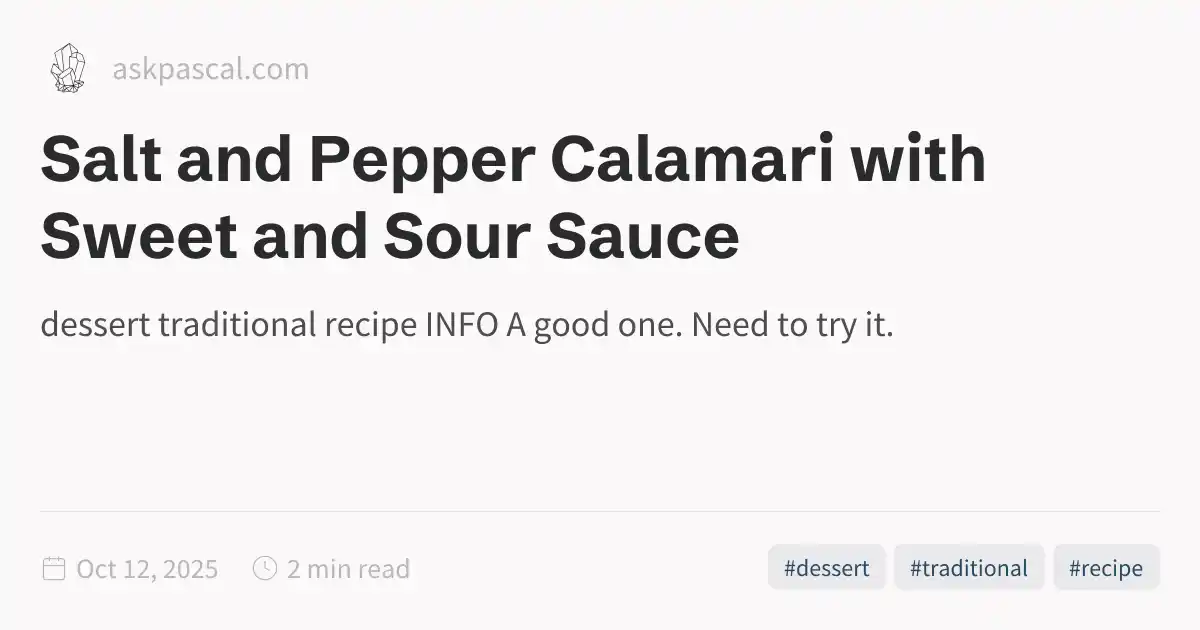 askpascal.com
Salt and Pepper Calamari with
Sweet and Sour Sauce
dessert traditional recipe INFO A good one. Need to try it.
Oct 12, 2025 2 min read #dessert #traditional #recipe